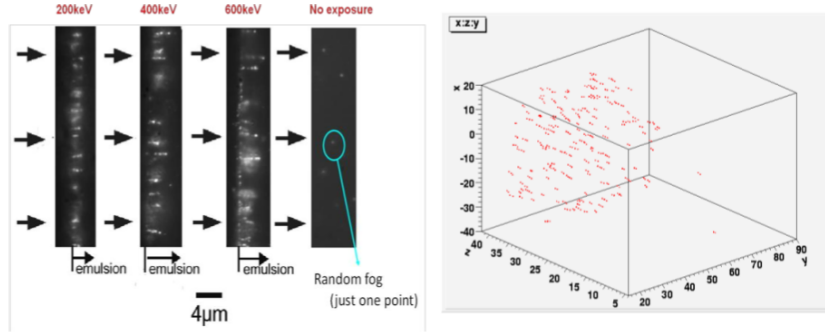 200keV 400keV 600keV No exposure
emulsion emulsion emulsion
Random fog
(just one point)
4μm
x:z:y
x
20
10
0
-10
-20
-30
-40
z
40 35 30 25 20 15 10 5
20 30 40 50 60 70 80 90
y